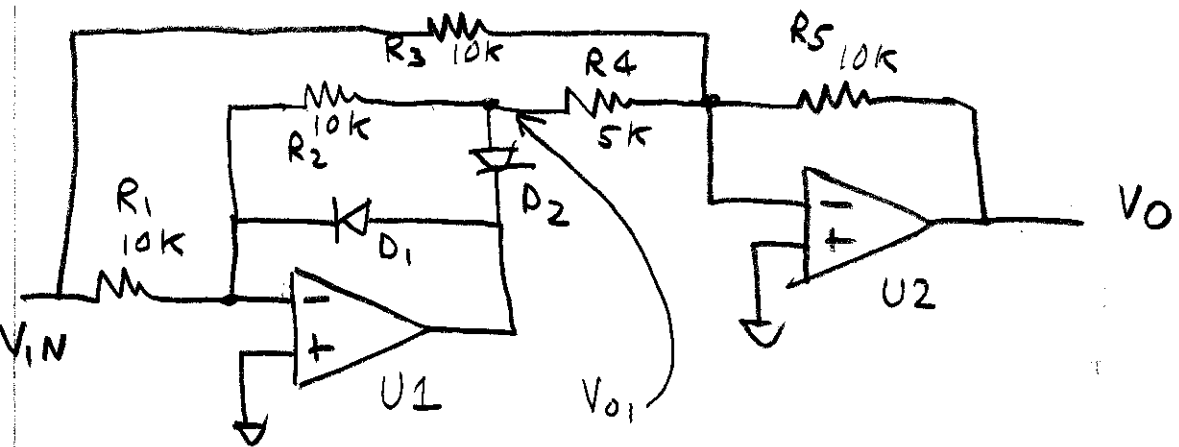 R3 10K
R5 10K
R4
5K
R2 10K
R1
10K
D2
D1
VO
VIN
U1
U2
VO1
−
+
−
+